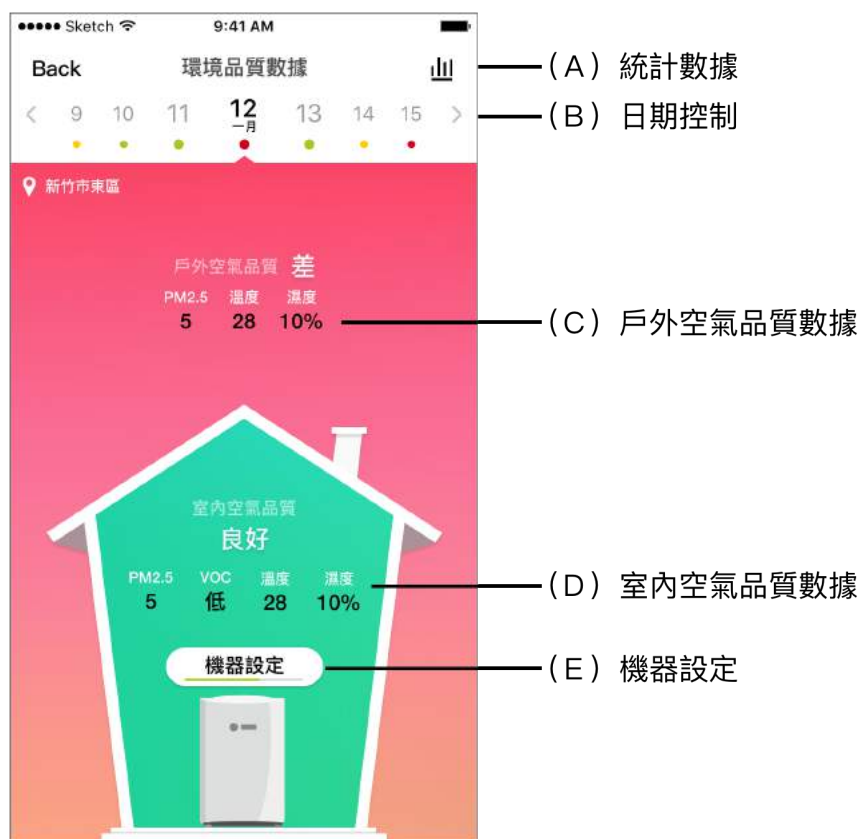 Sketch 9:41 AM
Back 環境品質數據
(A) 統計數據
9 10 11 12 13 14 15
一月
(B) 日期控制
新竹市東區
戶外空氣品質 差
PM2.5 溫度 濕度
5 28 10%
(C) 戶外空氣品質數據
室內空氣品質
良好
PM2.5 VOC 溫度 濕度
5 低 28 10%
(D) 室內空氣品質數據
機器設定
(E) 機器設定